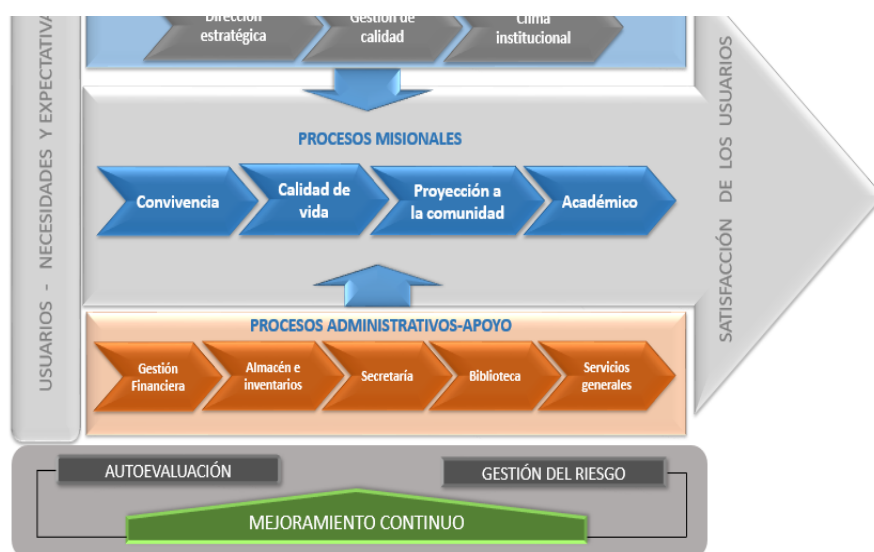 Dirección
estratégica
Gestión de
calidad
Clima
institucional
USUARIOS - NECESIDADES Y EXPECTATIVA
PROCESOS MISIONALES
Convivencia
Calidad de
vida
Proyección a
la comunidad
Académico
SATISFACCIÓN DE LOS USUARIOS
PROCESOS ADMINISTRATIVOS-APOYO
Gestión
Financiera
Almacén e
inventarios
Secretaría
Biblioteca
Servicios
generales
AUTOEVALUACIÓN
GESTIÓN DEL RIESGO
MEJORAMIENTO CONTINUO